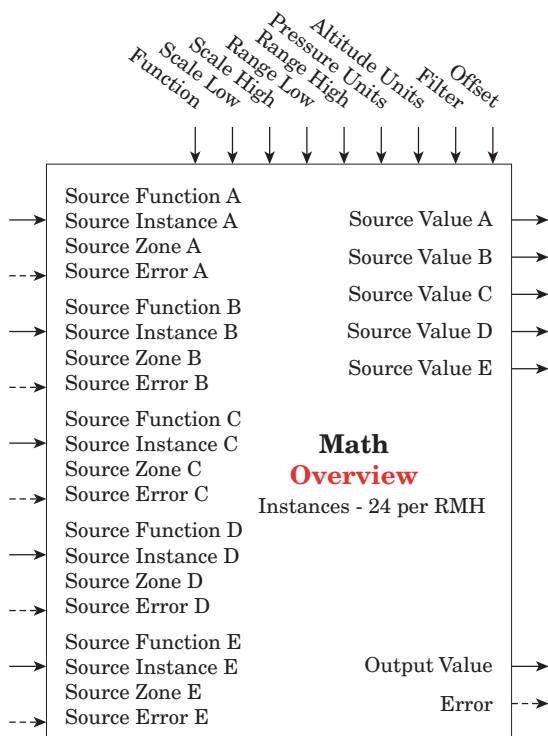 Function
Scale Low
Scale High
Range Low
Range High
Pressure Units
Altitude Units
Filter
Offset
Source Function A
Source Instance A
Source Zone A
Source Error A
Source Function B
Source Instance B
Source Zone B
Source Error B
Source Function C
Source Instance C
Source Zone C
Source Error C
Source Function D
Source Instance D
Source Zone D
Source Error D
Source Function E
Source Instance E
Source Zone E
Source Error E
Source Value A
Source Value B
Source Value C
Source Value D
Source Value E
Math
Overview
Instances - 24 per RMH
Output Value
Error